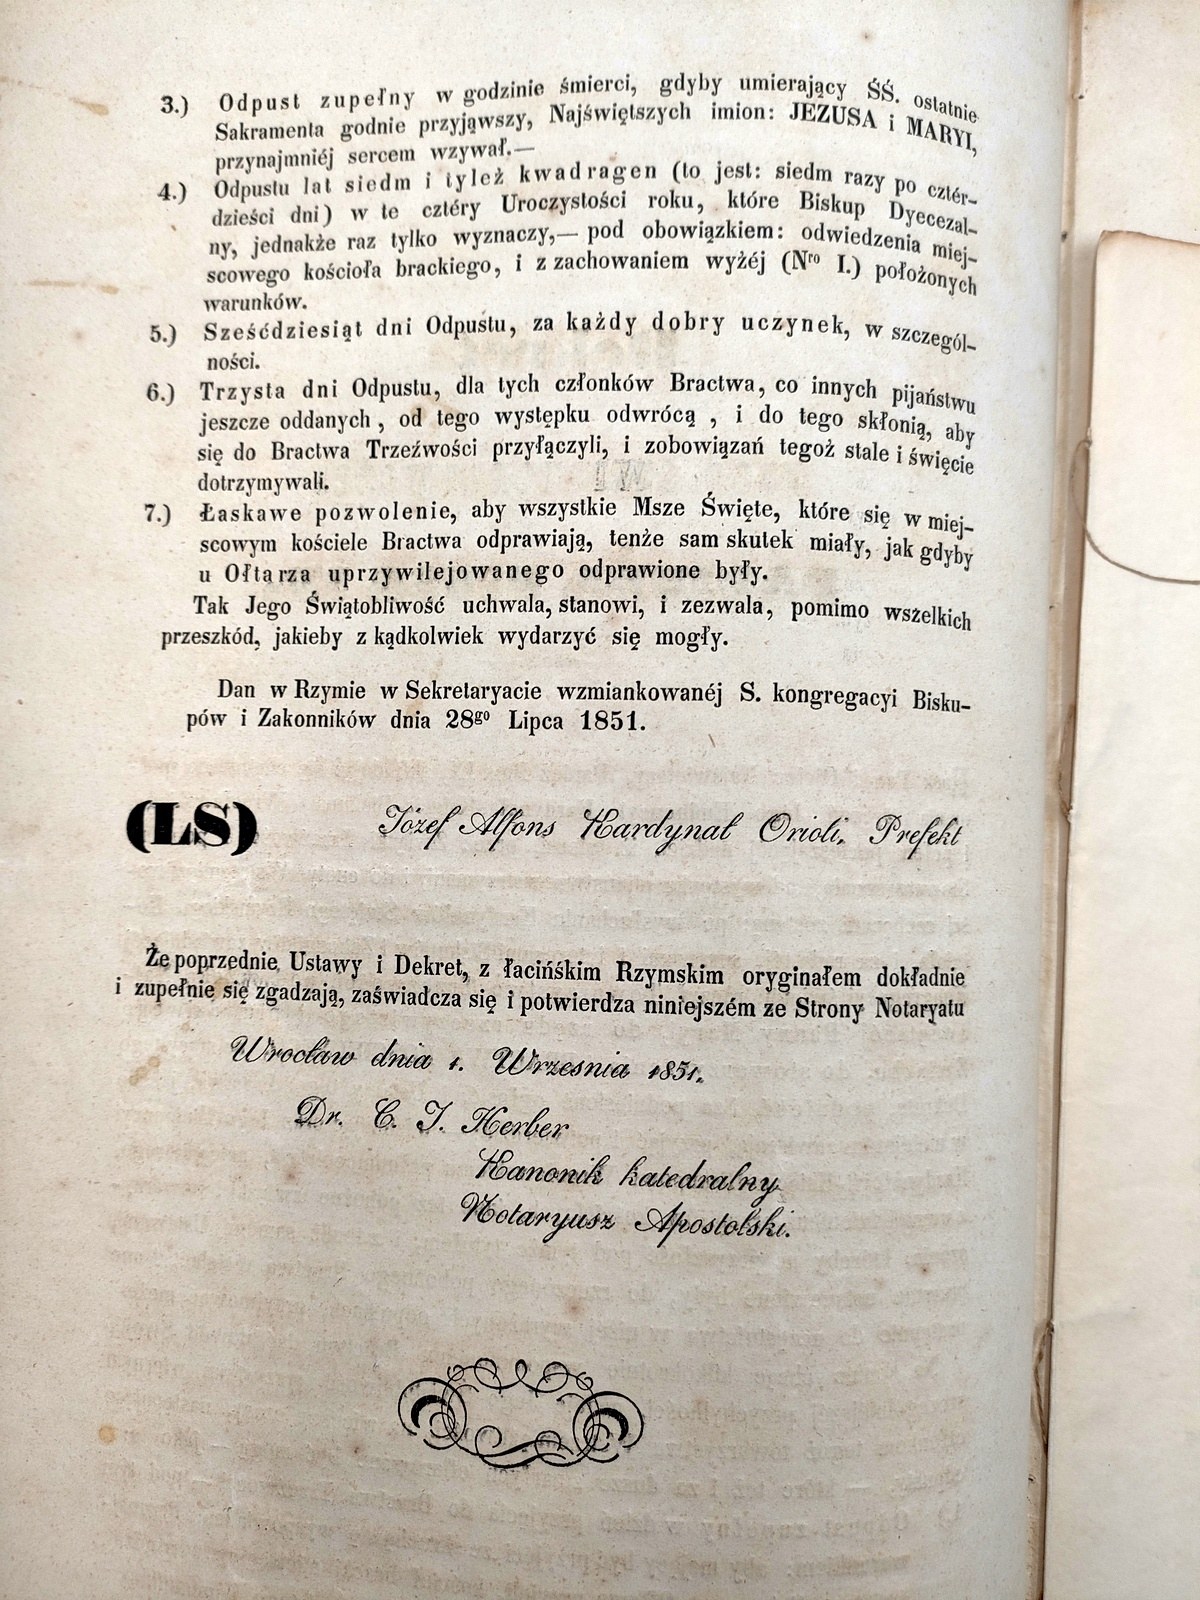 3.) Odpust zupełny w godzinie śmierci, gdyby umierający ŚŚ. ostatnie
Sakramenta godnie przyjąwszy, Najświętszych imion: JEZUSA i MARYI,
przynajmniéj sercem wzywał.—
4.) Odpustu lat siedm i tyleż kwadragen (to jest: siedm razy po cztér-
dzieści dni) w te cztéry Uroczystości roku, które Biskup Dyecezal-
ny, jednakże raz tylko wyznaczy,— pod obowiązkiem: odwiedzenia miej-
scowego kościoła brackiego, i z zachowaniem wyżéj (Nro I.) położonych
warunków.
5.) Sześćdziesiąt dni Odpustu, za każdy dobry uczynek, w szczegól-
ności.
6.) Trzysta dni Odpustu, dla tych członków Bractwa, co innych pijaństwu
jeszcze oddanych, od tego występku odwrócą, i do tego skłonią, aby
się do Bractwa Trzeźwości przyłączyli, i zobowiązań tegoż stale i święcie
dotrzymywali.
7.) Łaskawe pozwolenie, aby wszystkie Msze Święte, które się w miej-
scowym kościele Bractwa odprawiają, tenże sam skutek miały, jak gdyby
u Ołtarza uprzywilejowanego odprawione były.
Tak Jego Świątobliwość uchwala, stanowi, i zezwala, pomimo wszelkich
przeszkód, jakieby z kądkolwiek wydarzyć się mogły.
Dan w Rzymie w Sekretaryacie wzmiankowanéj S. kongregacyi Bisku-
pów i Zakonników dnia 28go Lipca 1851.
(LS) Józef Alfons Kardynał Orioli, Prefekt
Że poprzednie Ustawy i Dekret, z łacińśkim Rzymskim oryginałem dokładnie
i zupełnie się zgadzają, zaświadcza się i potwierdza niniejszém ze Strony Notaryatu
Wrocław dnia 1. Wrzesnia 1851.
Dr. C. J. Herber
Kanonik katedralny
Notaryusz Apostolski.